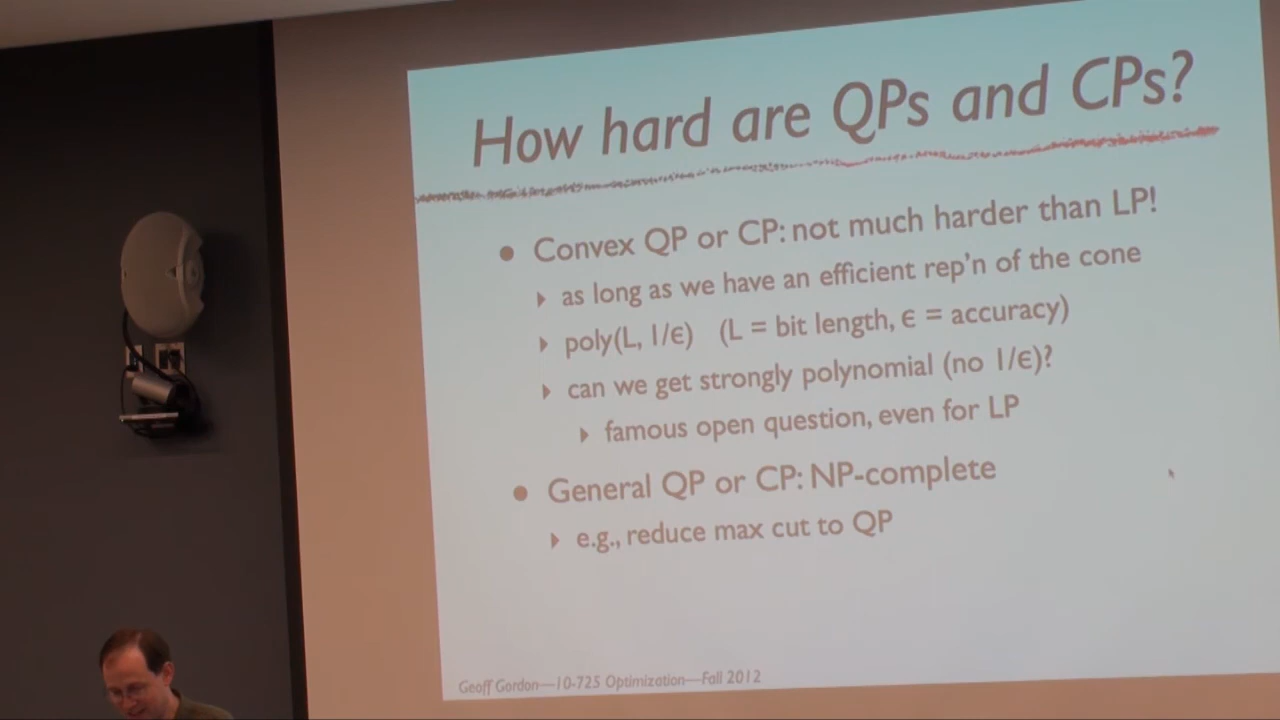 How hard are QPs and CPs?
• Convex QP or CP: not much harder than LP!
‣ as long as we have an efficient rep'n of the cone
‣ poly(L, 1/ϵ) (L = bit length, ϵ = accuracy)
‣ can we get strongly polynomial (no 1/ϵ)?
‣ famous open question, even for LP
• General QP or CP: NP-complete
‣ e.g., reduce max cut to QP
Geoff Gordon—10-725 Optimization—Fall 2012